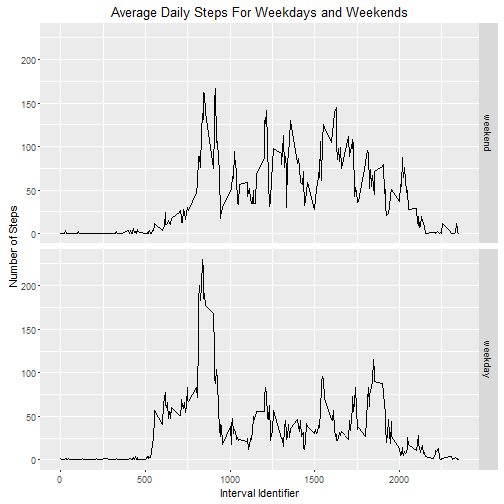 Average Daily Steps For Weekdays and Weekends
Number of Steps
200
150
100
50
0
weekend
200
150
100
50
0
weekday
0 500 1000 1500 2000
Interval Identifier